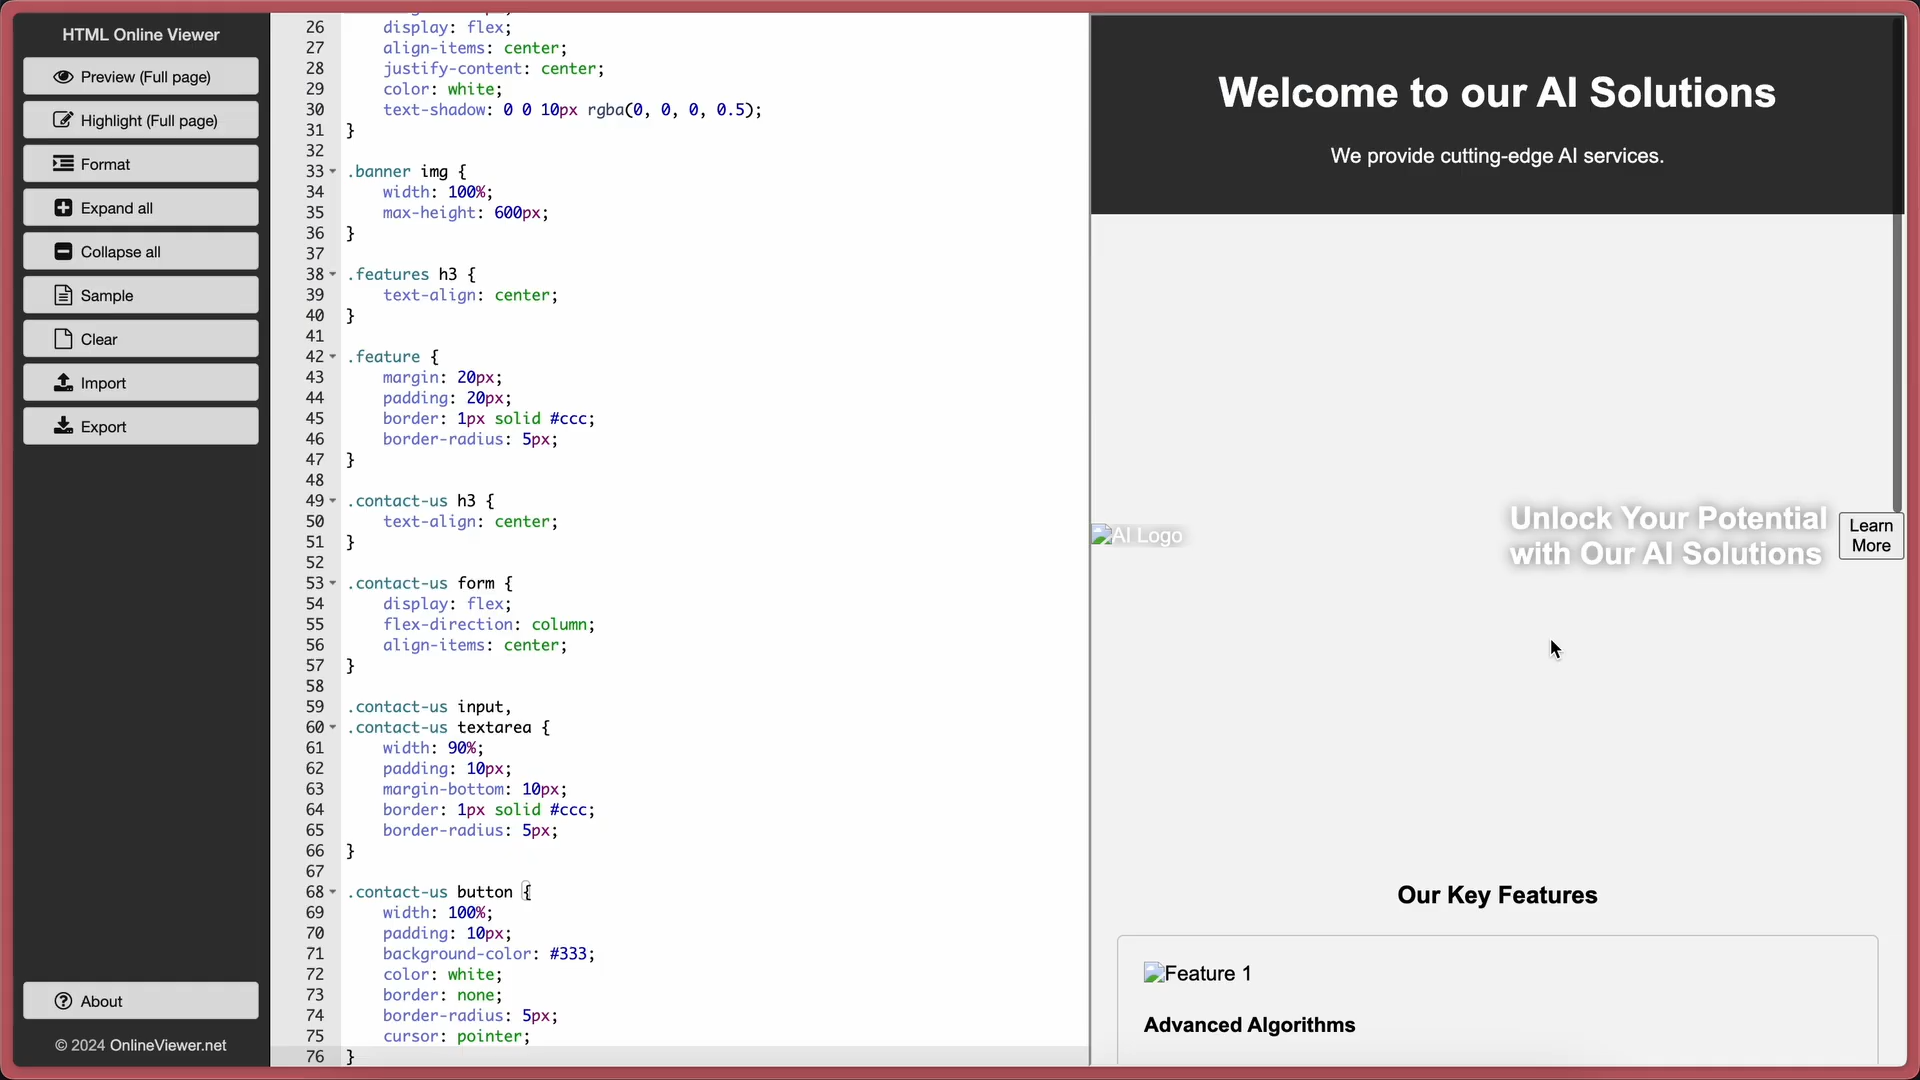 HTML Online Viewer
Preview (Full page)
Highlight (Full page)
Format
Expand all
Collapse all
Sample
Clear
Import
Export
About
© 2024 OnlineViewer.net
26 display: flex;
27 align-items: center;
28 justify-content: center;
29 color: white;
30 text-shadow: 0 0 10px rgba(0, 0, 0, 0.5);
31 }
32
33 .banner img {
34 width: 100%;
35 max-height: 600px;
36 }
37
38 .features h3 {
39 text-align: center;
40 }
41
42 .feature {
43 margin: 20px;
44 padding: 20px;
45 border: 1px solid #ccc;
46 border-radius: 5px;
47 }
48
49 .contact-us h3 {
50 text-align: center;
51 }
52
53 .contact-us form {
54 display: flex;
55 flex-direction: column;
56 align-items: center;
57 }
58
59 .contact-us input,
60 .contact-us textarea {
61 width: 90%;
62 padding: 10px;
63 margin-bottom: 10px;
64 border: 1px solid #ccc;
65 border-radius: 5px;
66 }
67
68 .contact-us button {
69 width: 100%;
70 padding: 10px;
71 background-color: #333;
72 color: white;
73 border: none;
74 border-radius: 5px;
75 cursor: pointer;
76 }
Welcome to our AI Solutions
We provide cutting-edge AI services.
AI Logo
Unlock Your Potential
with Our AI Solutions
Learn
More
Our Key Features
Feature 1
Advanced Algorithms